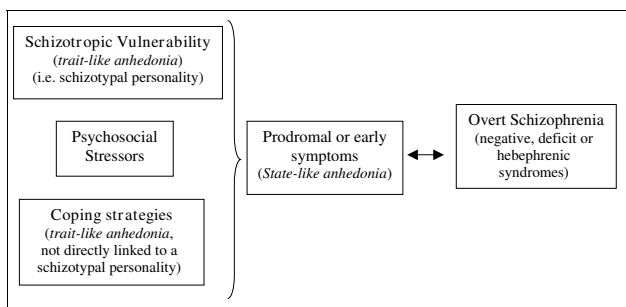 Schizotropic Vulnerability
(trait-like anhedonia)
(i.e. schizotypal personality)
Psychosocial
Stressors
Coping strategies
(trait-like anhedonia,
not directly linked to a
schizotypal personality)
Prodromal or early
symptoms
(State-like anhedonia)
Overt Schizophrenia
(negative, deficit or
hebephrenic
syndromes)